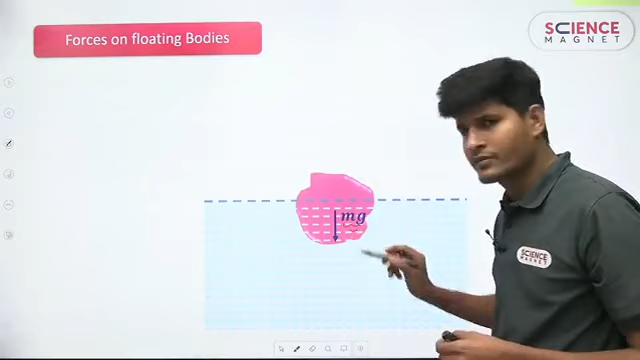 Forces on floating Bodies
SCIENCE
MAGNET
mg
SCIENCE
MAGNET